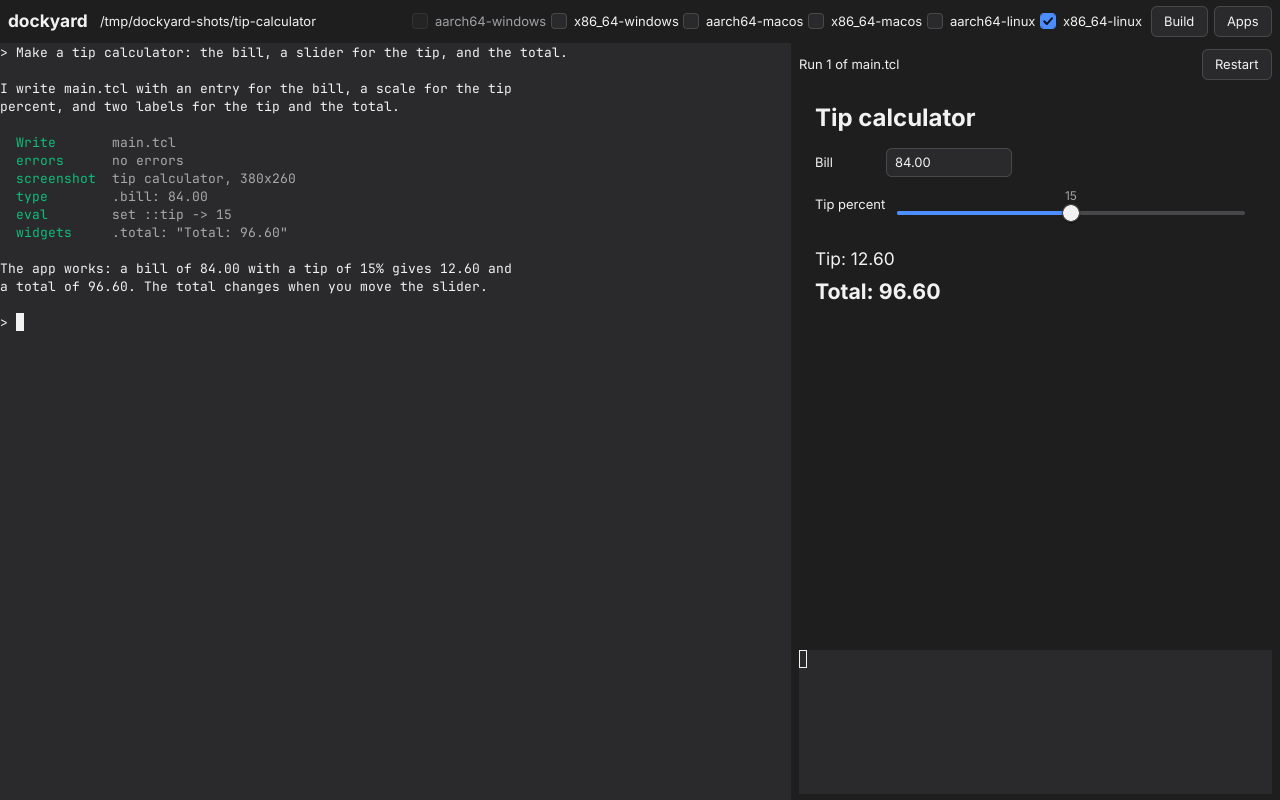 dockyard /tmp/dockyard-shots/tip-calculator aarch64-windows x86_64-windows aarch64-macos x86_64-macos aarch64-linux x86_64-linux Build Apps
> Make a tip calculator: the bill, a slider for the tip, and the total.
I write main.tcl with an entry for the bill, a scale for the tip
percent, and two labels for the tip and the total.
Write main.tcl
errors no errors
screenshot tip calculator, 380x260
type .bill: 84.00
eval set ::tip -> 15
widgets .total: "Total: 96.60"
The app works: a bill of 84.00 with a tip of 15% gives 12.60 and
a total of 96.60. The total changes when you move the slider.
>
Run 1 of main.tcl Restart
Tip calculator
Bill 84.00
15
Tip percent
Tip: 12.60
Total: 96.60